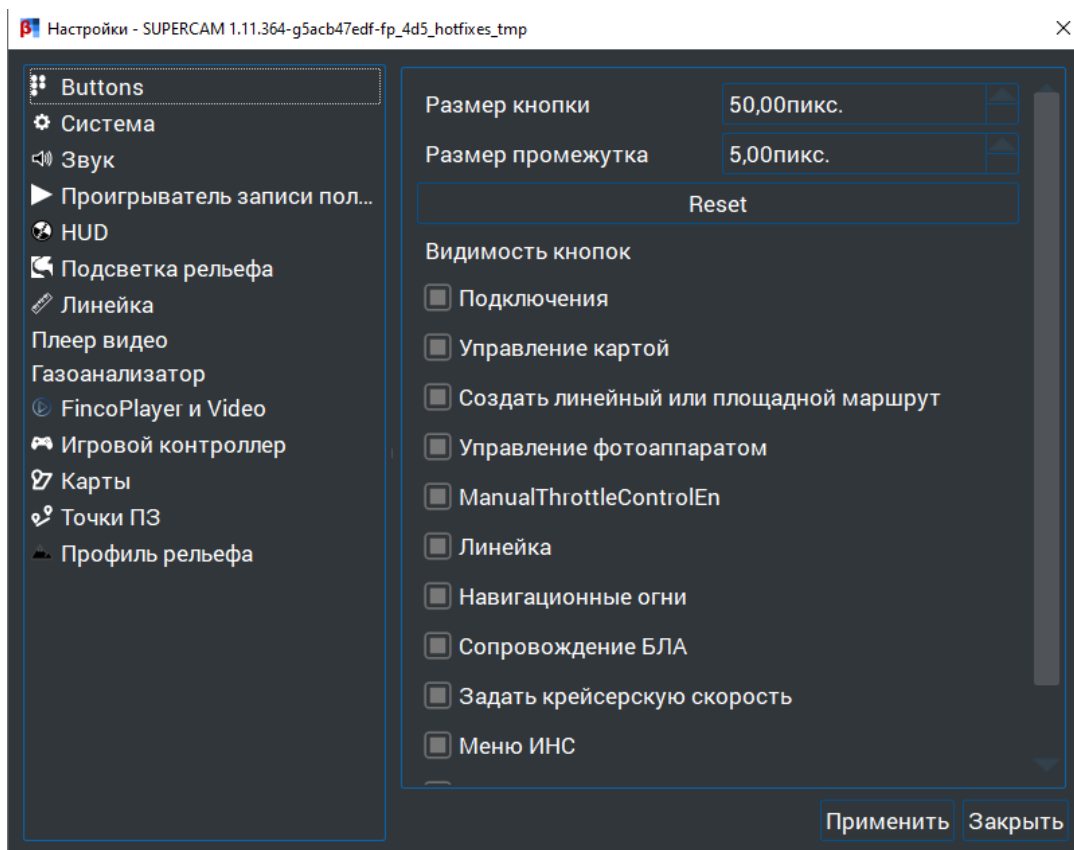 Настройки - SUPERCAM 1.11.364-g5acb47edf-fp_4d5_hotfixes_tmp
Buttons
Система
Звук
Проигрыватель записи пол...
HUD
Подсветка рельефа
Линейка
Плеер видео
Газоанализатор
FincoPlayer и Video
Игровой контроллер
Карты
Точки ПЗ
Профиль рельефа
Размер кнопки 50,00пикс.
Размер промежутка 5,00пикс.
Reset
Видимость кнопок
Подключения
Управление картой
Создать линейный или площадной маршрут
Управление фотоаппаратом
ManualThrottleControlEn
Линейка
Навигационные огни
Сопровождение БЛА
Задать крейсерскую скорость
Меню ИНС
Применить Закрыть